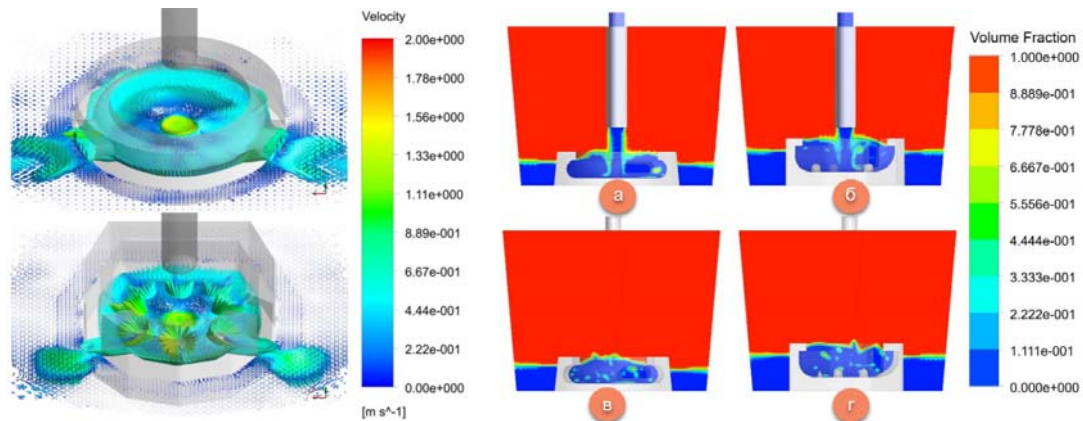 Velocity
2.00e+000
1.78e+000
1.56e+000
1.33e+000
1.11e+000
8.89e-001
6.67e-001
4.44e-001
2.22e-001
0.00e+000
[m s^-1]
а
б
в
г
Volume Fraction
1.000e+000
8.889e-001
7.778e-001
6.667e-001
5.556e-001
4.444e-001
3.333e-001
2.222e-001
1.111e-001
0.000e+000